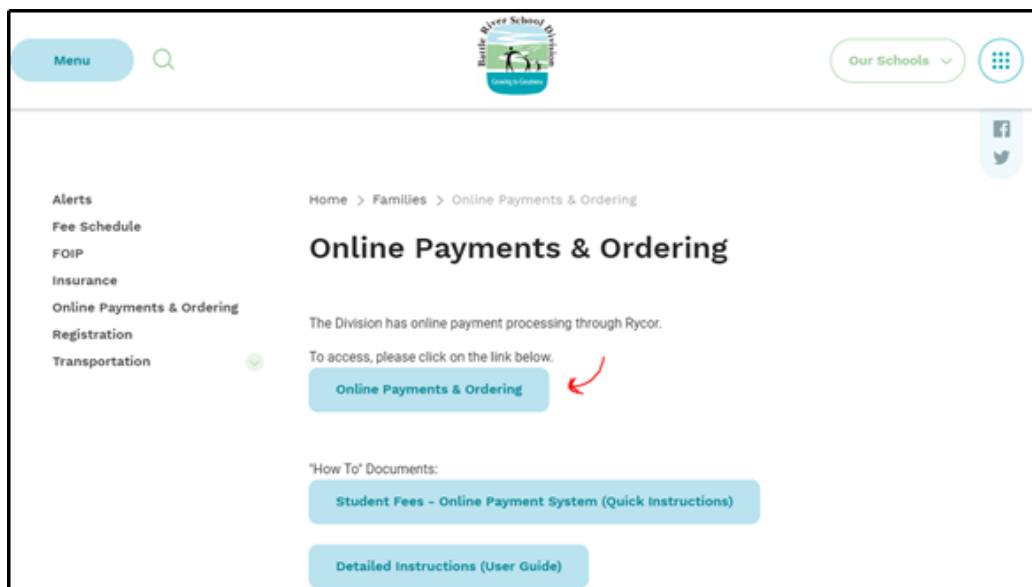 Menu
Battle River School Division
Growing to Greatness
Our Schools
Alerts
Fee Schedule
FOIP
Insurance
Online Payments & Ordering
Registration
Transportation
Home > Families > Online Payments & Ordering
Online Payments & Ordering
The Division has online payment processing through Rycor.
To access, please click on the link below.
Online Payments & Ordering
"How To" Documents:
Student Fees - Online Payment System (Quick Instructions)
Detailed Instructions (User Guide)